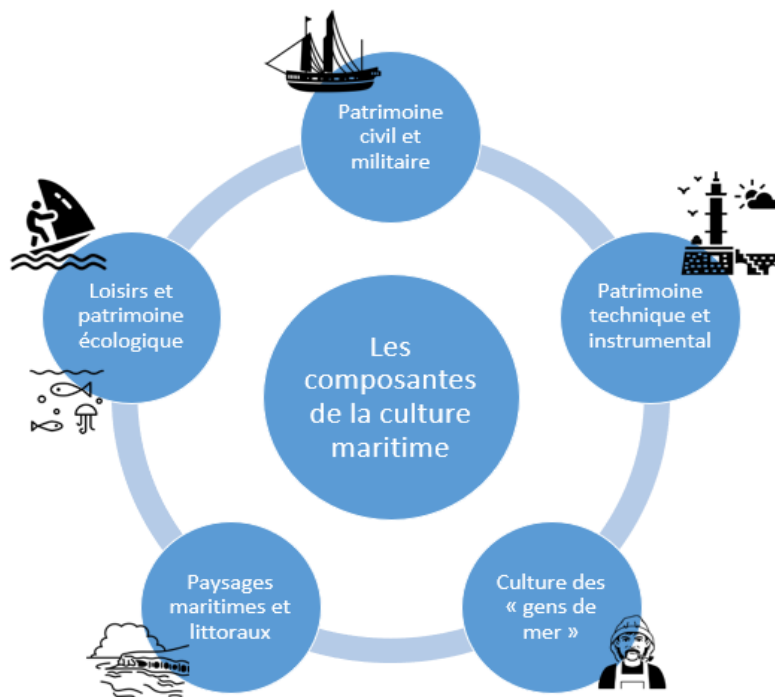 Patrimoine
civil et
militaire
Loisirs et
patrimoine
écologique
Patrimoine
technique et
instrumental
Les
composantes
de la culture
maritime
Paysages
maritimes et
littoraux
Culture des
« gens de
mer »